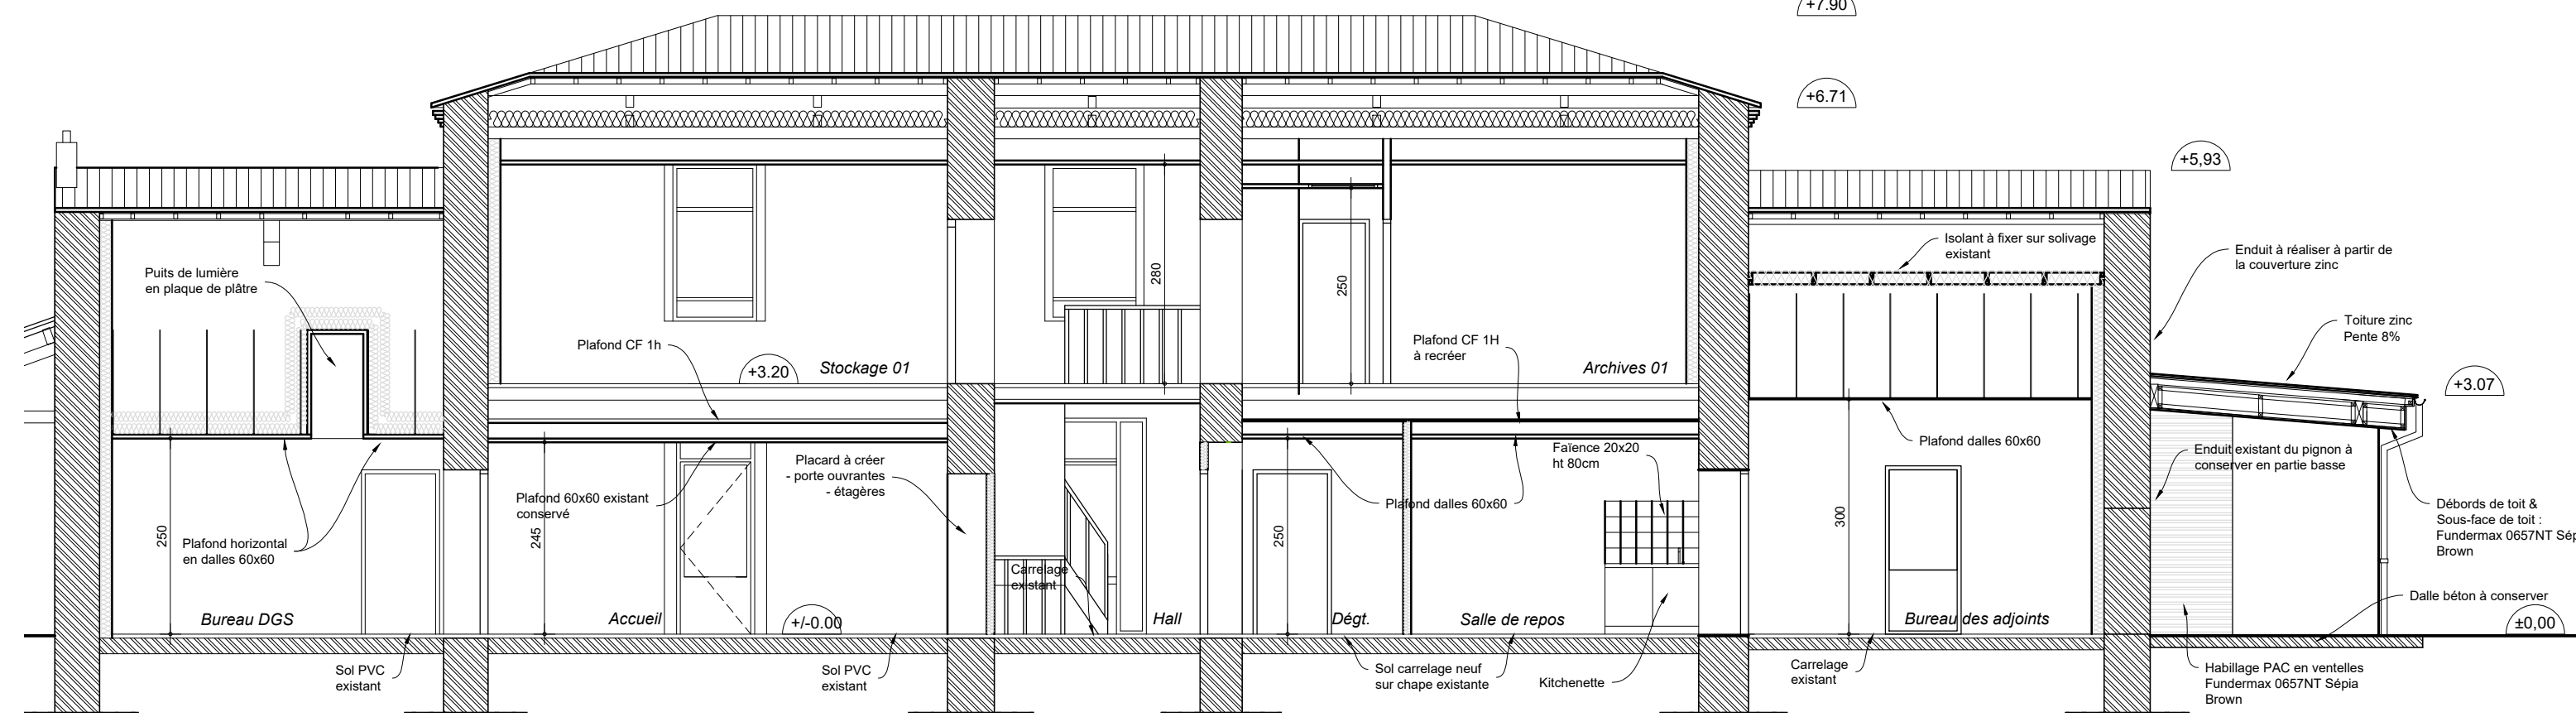 +7.90
+6.71
+5,93
Isolant à fixer sur solivage
existant
Enduit à réaliser à partir de
la couverture zinc
Puits de lumière
en plaque de plâtre
280
250
Toiture zinc
Pente 8%
Plafond CF 1h
+3.20
Stockage 01
Plafond CF 1H
à recréer
Archives 01
+3.07
Plafond dalles 60x60
Placard à créer
- porte ouvrantes
- étagères
Faïence 20x20
ht 80cm
Enduit existant du pignon à
conserver en partie basse
Plafond 60x60 existant
conservé
Plafond dalles 60x60
Débords de toit &
Sous-face de toit :
Fundermax 0657NT Sép
Brown
250
245
250
300
Plafond horizontal
en dalles 60x60
Carrelage
existant
Dalle béton à conserver
Bureau DGS
Accueil
+/-0.00
Hall
Dégt.
Salle de repos
Bureau des adjoints
±0,00
Sol PVC
existant
Sol PVC
existant
Sol carrelage neuf
sur chape existante
Kitchenette
Carrelage
existant
Habillage PAC en ventelles
Fundermax 0657NT Sépia
Brown